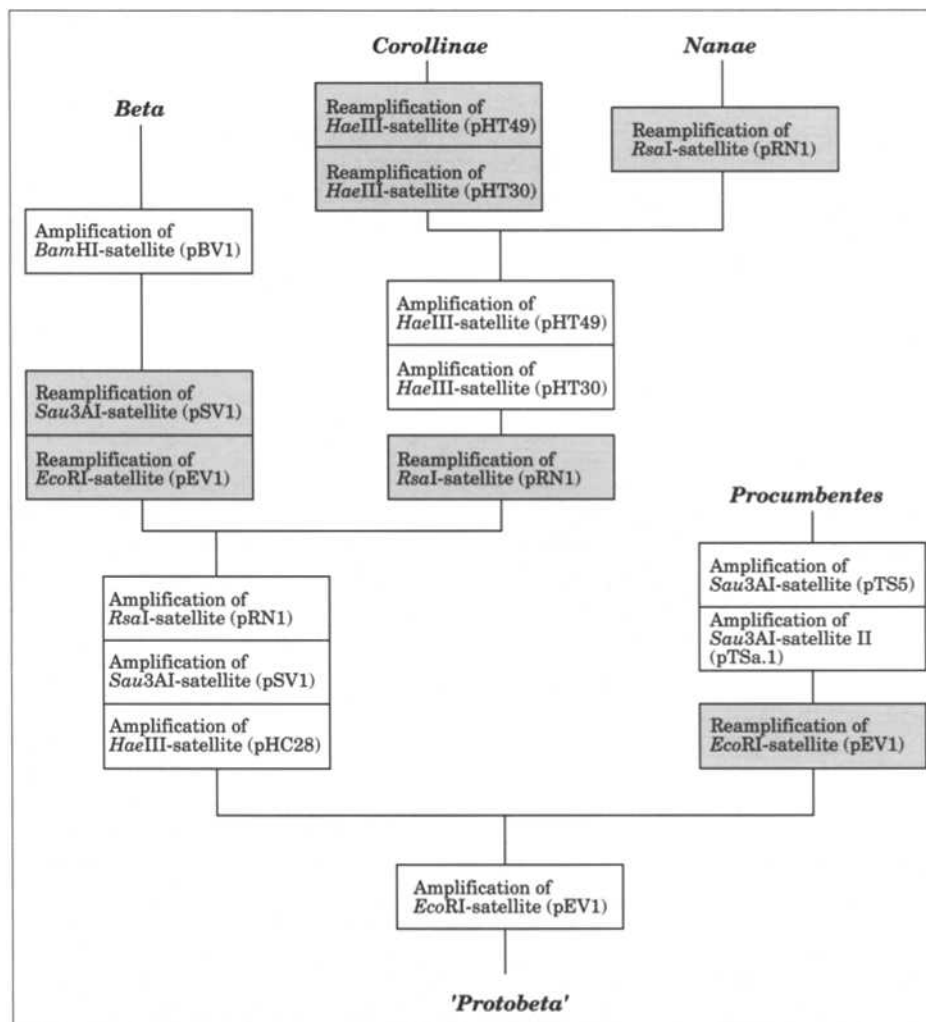 Corollinae
Nanae
Beta
Reamplification of
HaeIII-satellite (pHT49)
Reamplification of
HaeIII-satellite (pHT30)
Reamplification of
RsaI-satellite (pRN1)
Amplification of
BamHI-satellite (pBV1)
Amplification of
HaeIII-satellite (pHT49)
Amplification of
HaeIII-satellite (pHT30)
Reamplification of
Sau3AI-satellite (pSV1)
Reamplification of
EcoRI-satellite (pEV1)
Reamplification of
RsaI-satellite (pRN1)
Procumbentes
Amplification of
Sau3AI-satellite (pTS5)
Amplification of
Sau3AI-satellite II
(pTSa.1)
Reamplification of
EcoRI-satellite (pEV1)
Amplification of
RsaI-satellite (pRN1)
Amplification of
Sau3AI-satellite (pSV1)
Amplification of
HaeIII-satellite (pHC28)
Amplification of
EcoRI-satellite (pEV1)
'Protobeta'